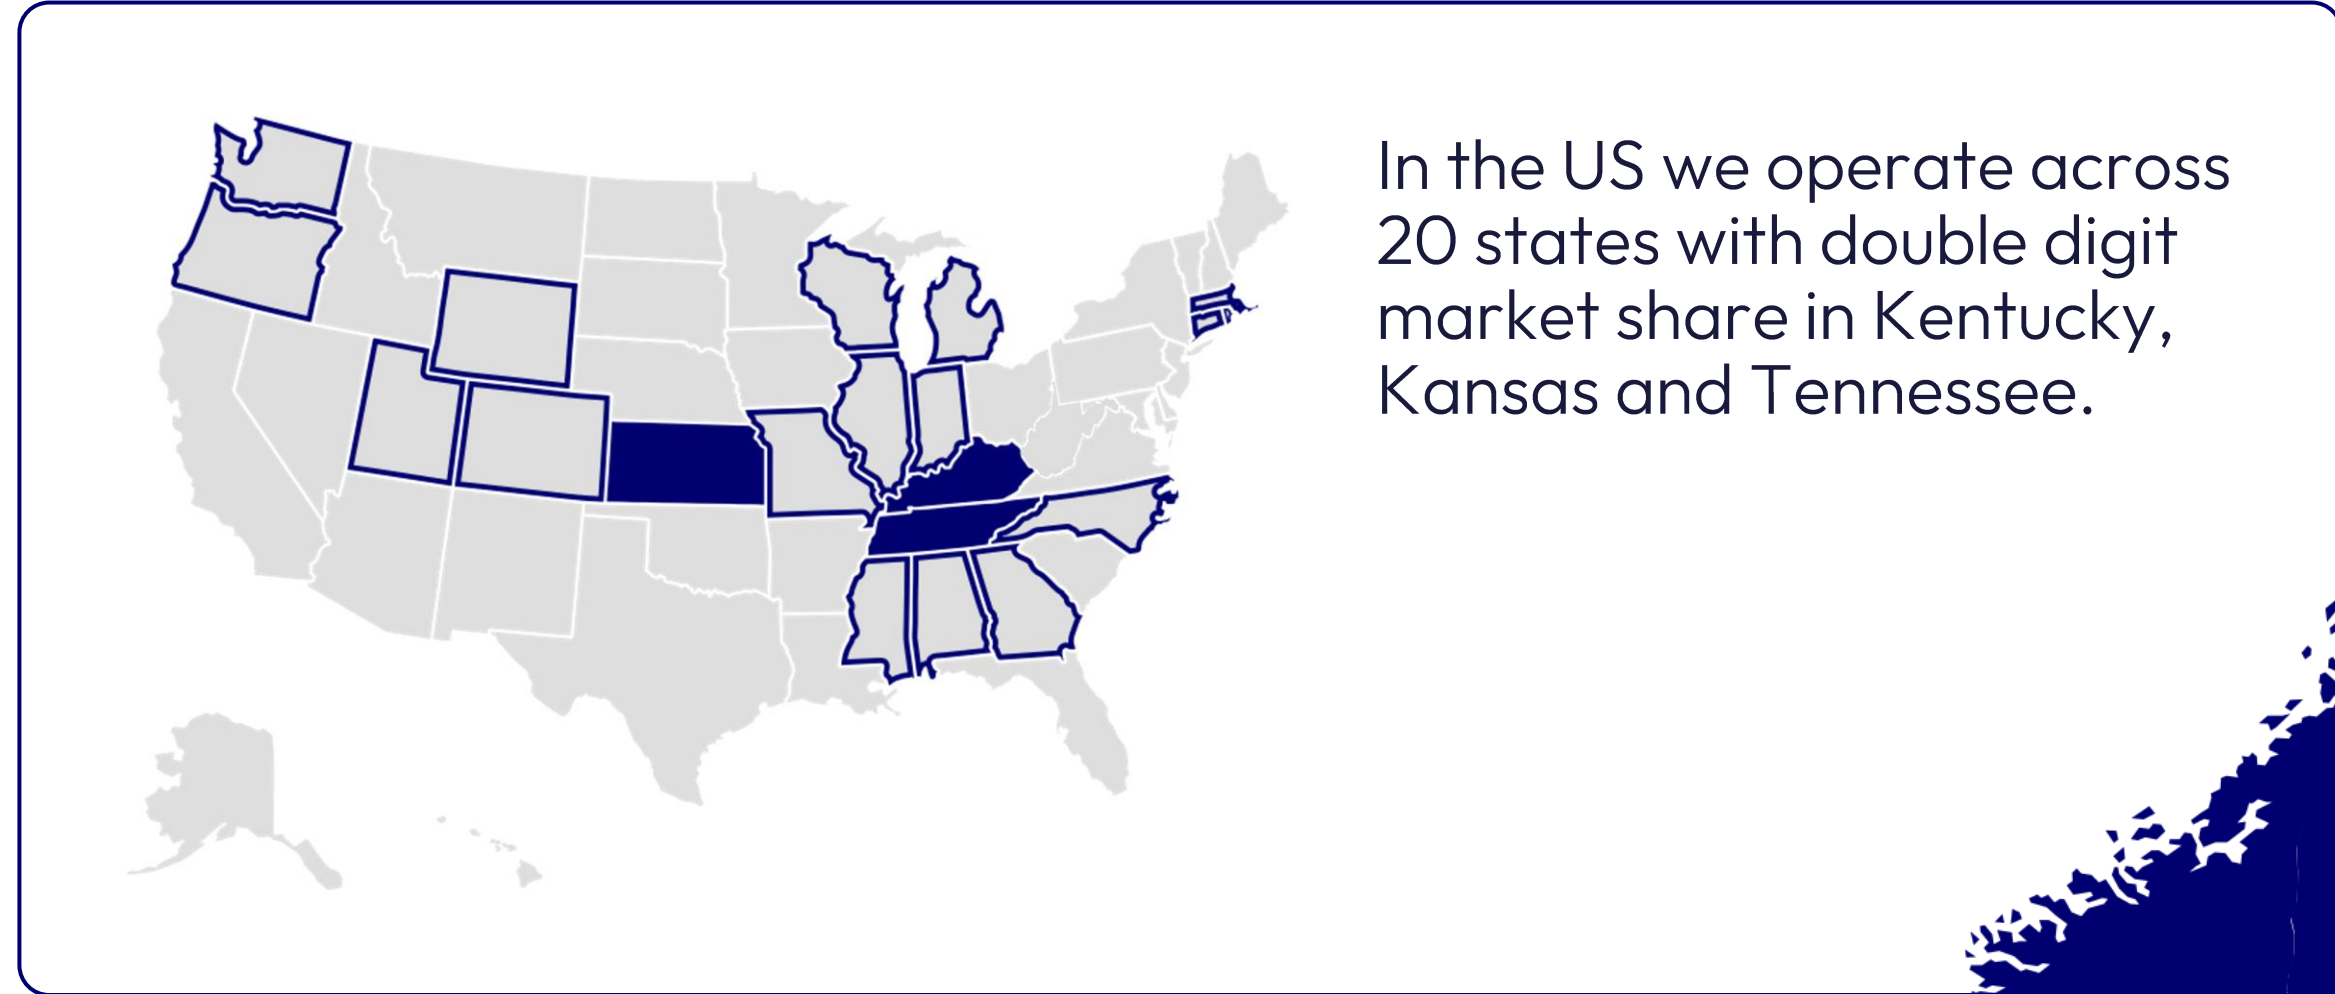 In the US we operate across
20 states with double digit
market share in Kentucky,
Kansas and Tennessee.